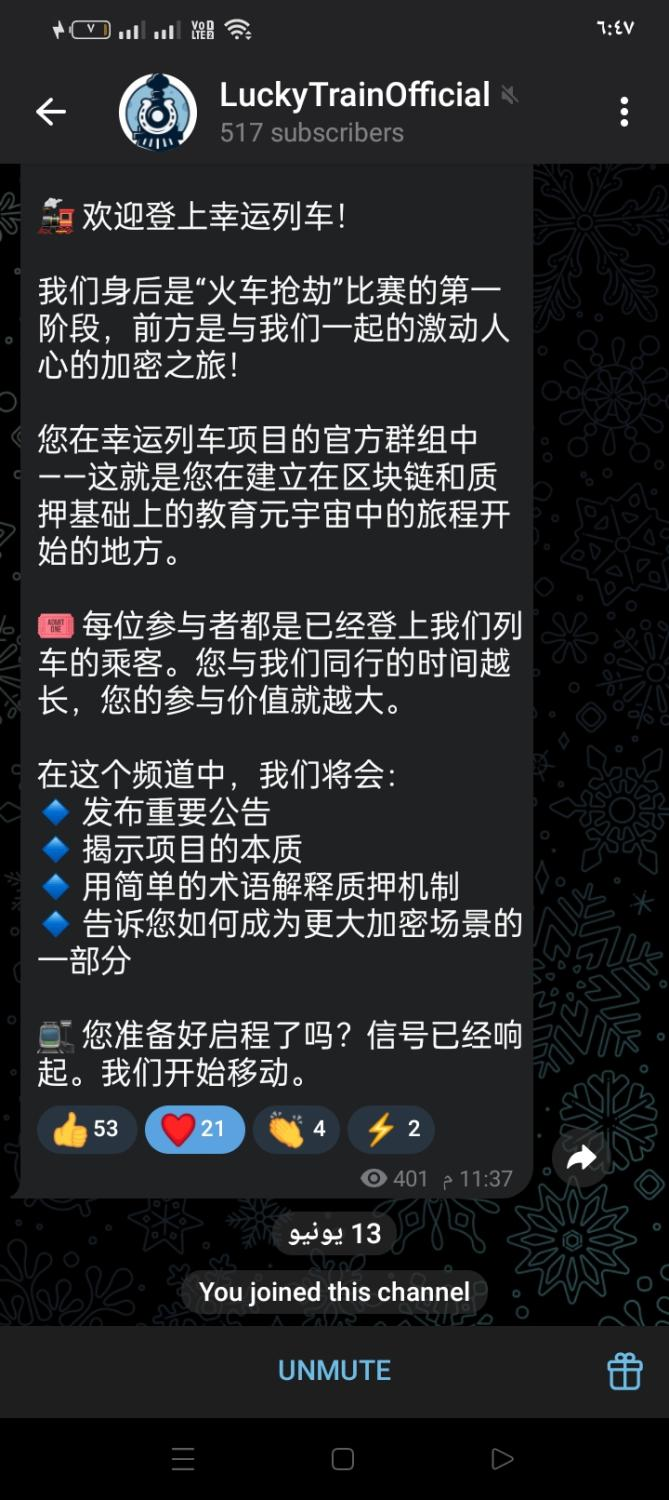 ٦:٤٧
LuckyTrainOfficial
517 subscribers
欢迎登上幸运列车！
我们身后是“火车抢劫”比赛的第一
阶段，前方是与我们一起的激动人
心的加密之旅！
您在幸运列车项目的官方群组中
——这就是您在建立在区块链和质
押基础上的教育元宇宙中的旅程开
始的地方。
每位参与者都是已经登上我们列
车的乘客。您与我们同行的时间越
长，您的参与价值就越大。
在这个频道中，我们将会：
发布重要公告
揭示项目的本质
用简单的术语解释质押机制
告诉您如何成为更大加密场景的
一部分
您准备好启程了吗？信号已经响
起。我们开始移动。
53 21 4 2
401 11:37 م
13 يونيو
You joined this channel
UNMUTE